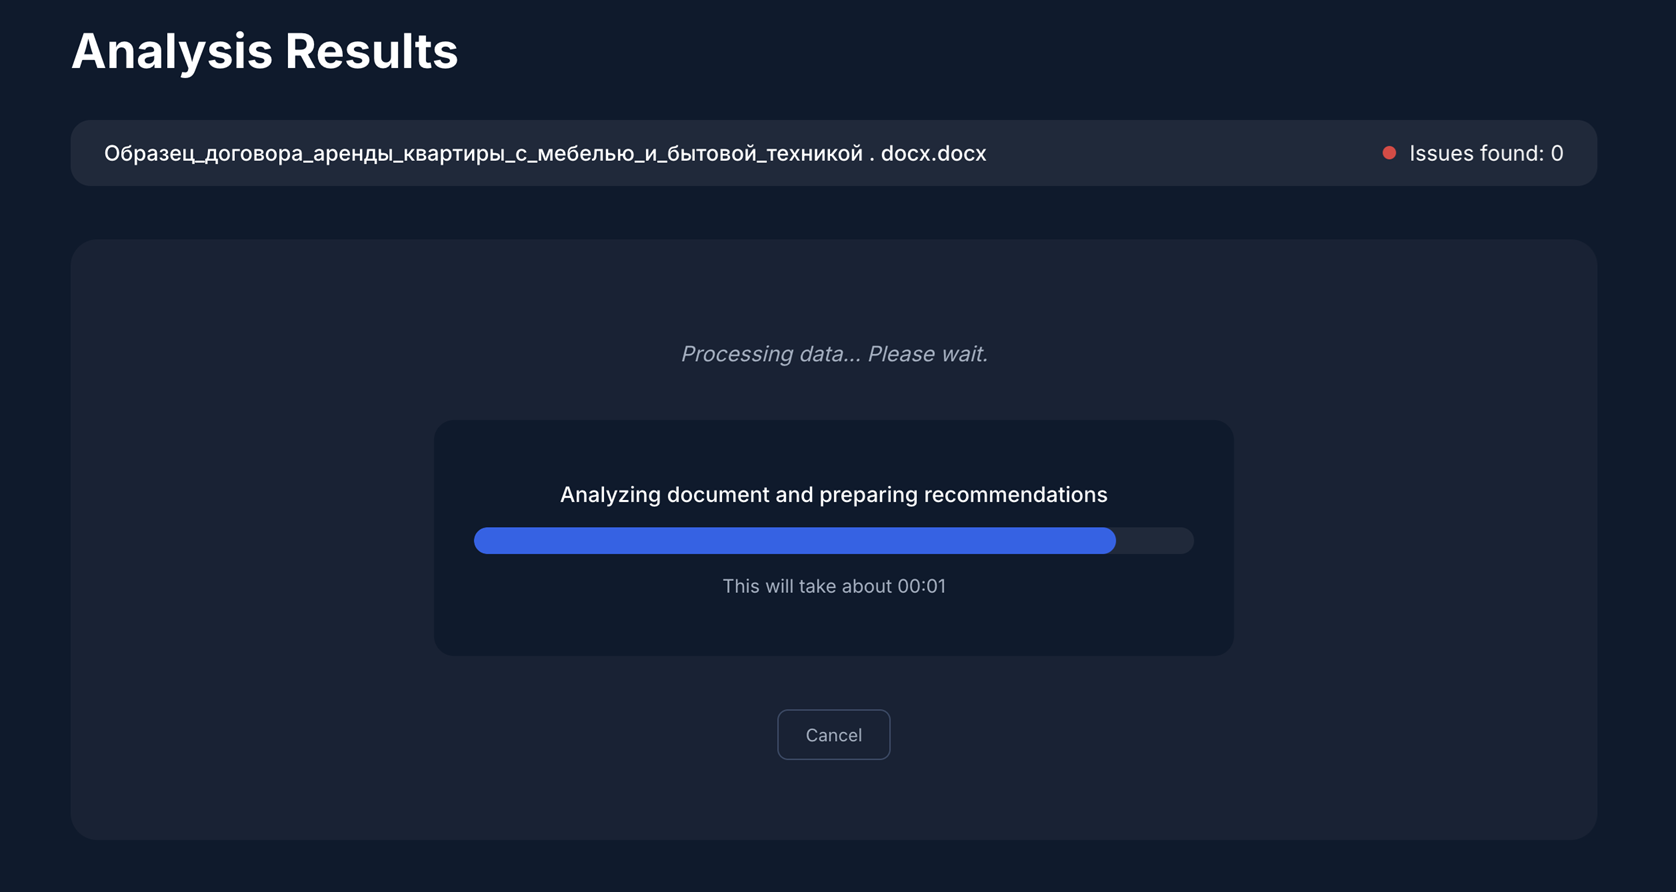 Analysis Results
Образец_договора_аренды_квартиры_с_мебелью_и_бытовой_техникой . docx.docx
Issues found: 0
Processing data... Please wait.
Analyzing document and preparing recommendations
This will take about 00:01
Cancel